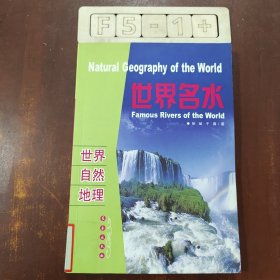 F 5 - 1 +
Natural Geography of the World
世界名水
Famous Rivers of the World
世界
自然
地理